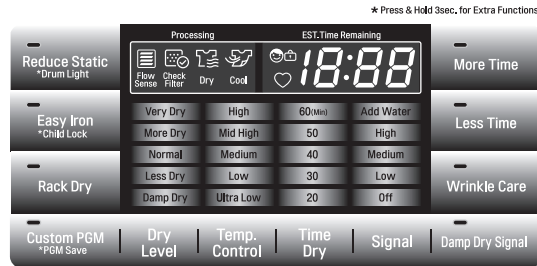 * Press & Hold 3sec. for Extra Functions
Processing
EST.Time Remaining
Flow Sense
Check Filter
Dry
Cool
18:88
Reduce Static
*Drum Light
Easy Iron
*Child Lock
Rack Dry
Custom PGM
*PGM Save
Very Dry High 60(Min) Add Water
More Dry Mid High 50 High
Normal Medium 40 Medium
Less Dry Low 30 Low
Damp Dry Ultra Low 20 Off
More Time
Less Time
Wrinkle Care
Damp Dry Signal
Dry Level
Temp. Control
Time Dry
Signal